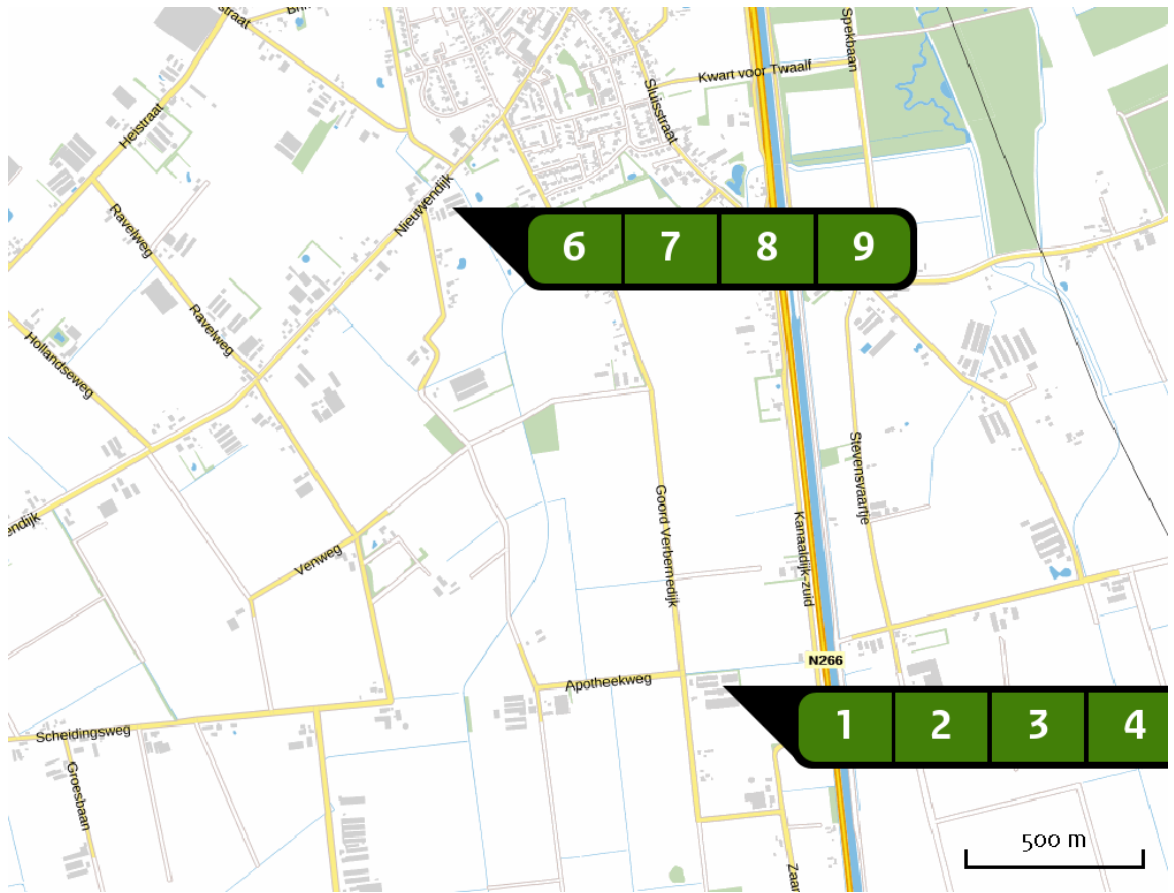 Spekbaan
Kwart voor Twaalf
Sluisstraat
Heistraat
Nieuwendijk
Ravelweg
6 7 8 9
Ravelweg
Hollandseweg
Stevensvaartje
Goord Verbernedijk
Kanaaldijk-zuid
endijk
Venweg
N266
Apotheekweg
1 2 3 4
Scheidingsweg
Groesbaan
500 m
Zaar